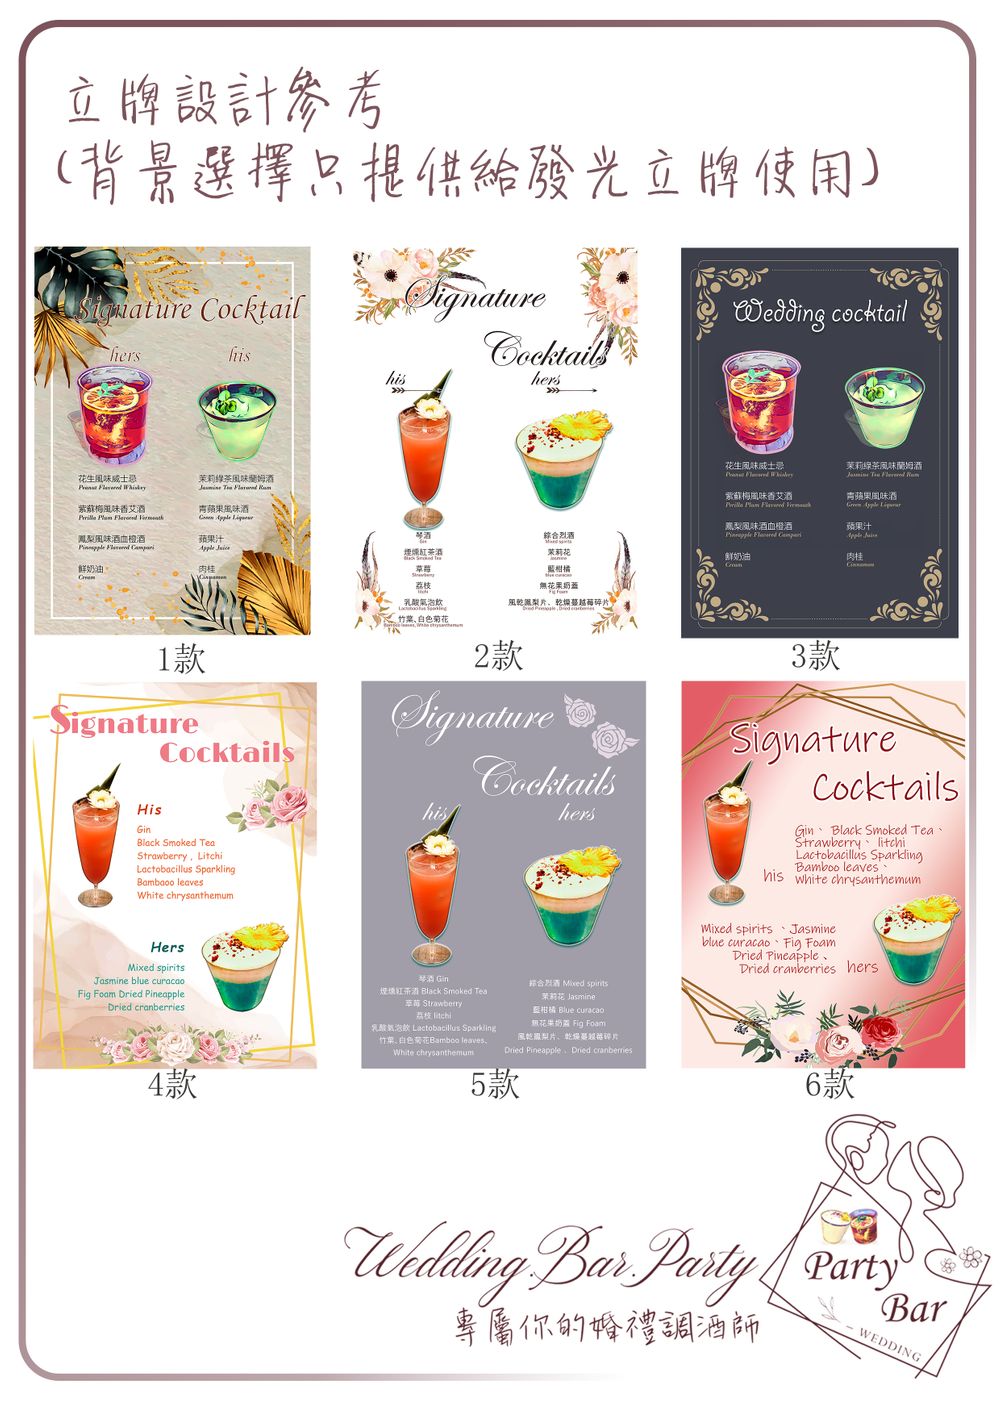 立牌設計參考
(背景選擇只提供給發光立牌使用)
Signature Cocktail
hers
his
花生風味威士忌
Peanut Flavored Whiskey
紫蘇梅風味香艾酒
Perilla Plum Flavored Vermouth
鳳梨風味酒血橙酒
Pineapple Flavored Campari
鮮奶油
Cream
茉莉綠茶風味蘭姆酒
Jasmine Tea Flavored Rum
青蘋果風味酒
Green Apple Liqueur
蘋果汁
Apple Juice
肉桂
Cinnamon
1款
Signature
Cocktails
his
hers
琴酒
Gin
煙燻紅茶酒
Black Smoked Tea
草莓
Strawberry
荔枝
litchi
乳酸氣泡飲
Lactobacillus Sparkling
竹葉、白色菊花
Bamboo leaves, White chrysanthemum
綜合烈酒
Mixed spirits
茉莉花
Jasmine
藍柑橘
Blue curacao
無花果奶蓋
Fig Foam
風乾鳳梨片、乾燥蔓越莓碎片
Dried Pineapple、Dried cranberries
2款
Wedding cocktail
花生風味威士忌
Peanut Flavored Whiskey
紫蘇梅風味香艾酒
Perilla Plum Flavored Vermouth
鳳梨風味酒血橙酒
Pineapple Flavored Campari
鮮奶油
Cream
茉莉綠茶風味蘭姆酒
Jasmine Tea Flavored Rum
青蘋果風味酒
Green Apple Liqueur
蘋果汁
Apple Juice
肉桂
Cinnamon
3款
Signature
Cocktails
His
Gin
Black Smoked Tea
Strawberry , Litchi
Lactobacillus Sparkling
Bambaoo leaves
White chrysanthemum
Hers
Mixed spirits
Jasmine blue curacao
Fig Foam Dried Pineapple
Dried cranberries
4款
Signature
Cocktails
his
hers
琴酒 Gin
煙燻紅茶酒 Black Smoked Tea
草莓 Strawberry
荔枝 litchi
乳酸氣泡飲 Lactobacillus Sparkling
竹葉、白色菊花Bamboo leaves、
White chrysanthemum
綜合烈酒 Mixed spirits
茉莉花 Jasmine
藍柑橘 Blue curacao
無花果奶蓋 Fig Foam
風乾鳳梨片、乾燥蔓越莓碎片
Dried Pineapple 、Dried cranberries
5款
Signature
Cocktails
Gin、 Black Smoked Tea、
Strawberry、 litchi
Lactobacillus Sparkling
Bamboo leaves、
White chrysanthemum
his
Mixed spirits 、Jasmine
blue curacao、Fig Foam
Dried Pineapple 、
Dried cranberries
hers
6款
Wedding.Bar.Party
專屬你的婚禮調酒師
Party
Bar
WEDDING